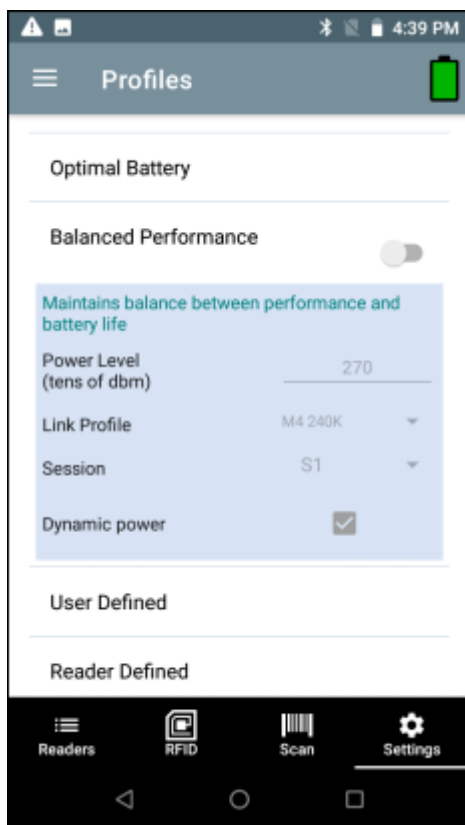 4:39 PM
Profiles
Optimal Battery
Balanced Performance
Maintains balance between performance and
battery life
Power Level
(tens of dbm)
270
Link Profile
M4 240K
Session
S1
Dynamic power
User Defined
Reader Defined
Readers
RFID
Scan
Settings